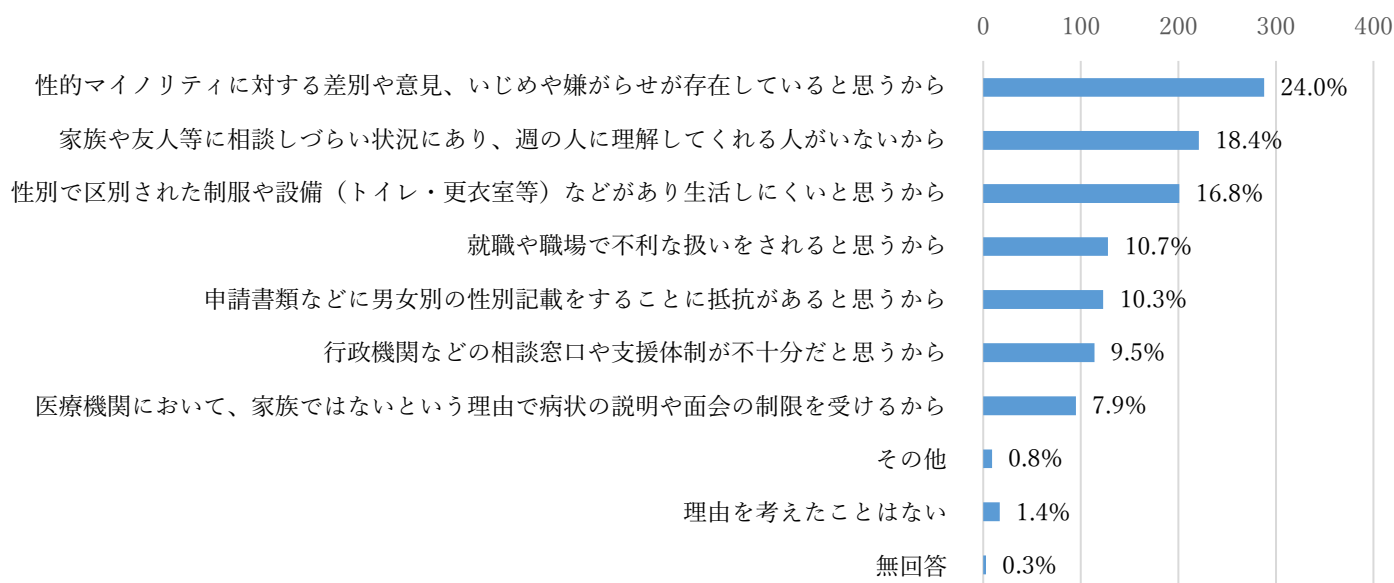 0 100 200 300 400
性的マイノリティに対する差別や意見、いじめや嫌がらせが存在していると思うから 24.0%
家族や友人等に相談しづらい状況にあり、週の人に理解してくれる人がいないから 18.4%
性別で区別された制服や設備（トイレ・更衣室等）などがあり生活しにくいと思うから 16.8%
就職や職場で不利な扱いをされると思うから 10.7%
申請書類などに男女別の性別記載をすることに抵抗があると思うから 10.3%
行政機関などの相談窓口や支援体制が不十分だと思うから 9.5%
医療機関において、家族ではないという理由で病状の説明や面会の制限を受けるから 7.9%
その他 0.8%
理由を考えたことはない 1.4%
無回答 0.3%